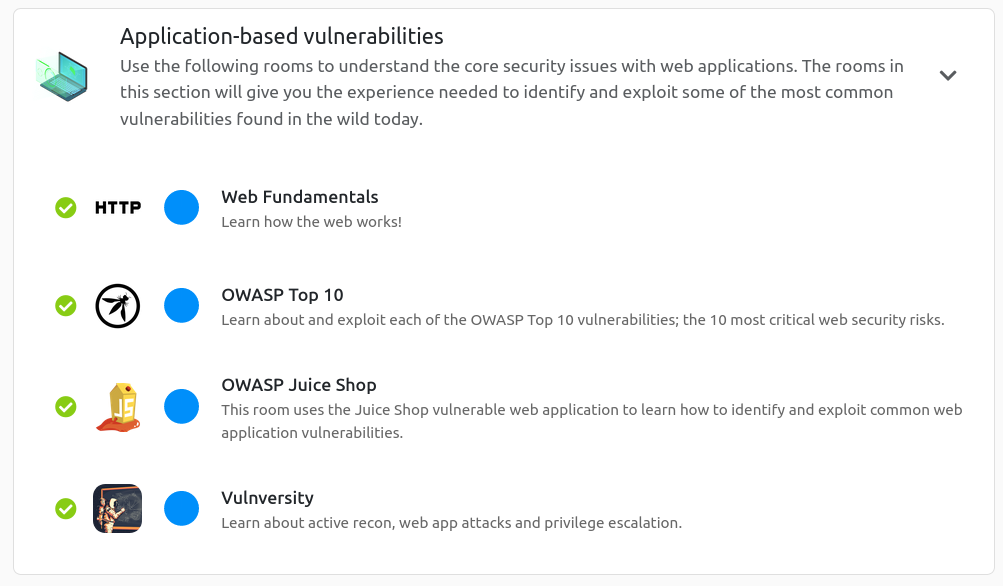 Application-based vulnerabilities
Use the following rooms to understand the core security issues with web applications. The rooms in
this section will give you the experience needed to identify and exploit some of the most common
vulnerabilities found in the wild today.
HTTP
Web Fundamentals
Learn how the web works!
OWASP Top 10
Learn about and exploit each of the OWASP Top 10 vulnerabilities; the 10 most critical web security risks.
JS
OWASP Juice Shop
This room uses the Juice Shop vulnerable web application to learn how to identify and exploit common web
application vulnerabilities.
Vulnversity
Learn about active recon, web app attacks and privilege escalation.